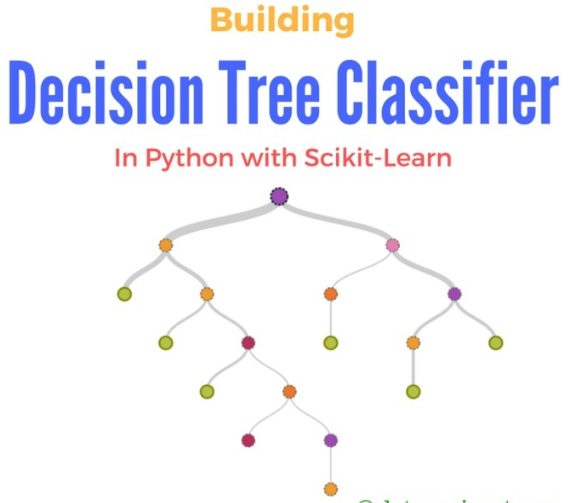 Building
Decision Tree Classifier
In Python with Scikit-Learn